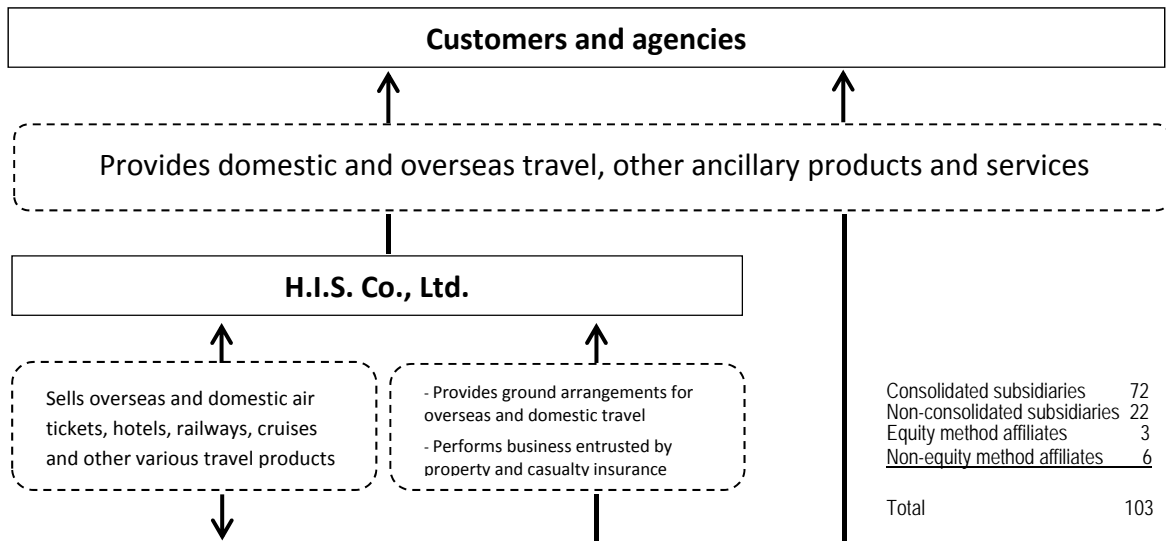 Customers and agencies
Provides domestic and overseas travel, other ancillary products and services
H.I.S. Co., Ltd.
Sells overseas and domestic air
tickets, hotels, railways, cruises
and other various travel products
- Provides ground arrangements for
overseas and domestic travel
- Performs business entrusted by
property and casualty insurance
Consolidated subsidiaries 72
Non-consolidated subsidiaries 22
Equity method affiliates 3
Non-equity method affiliates 6
Total 103